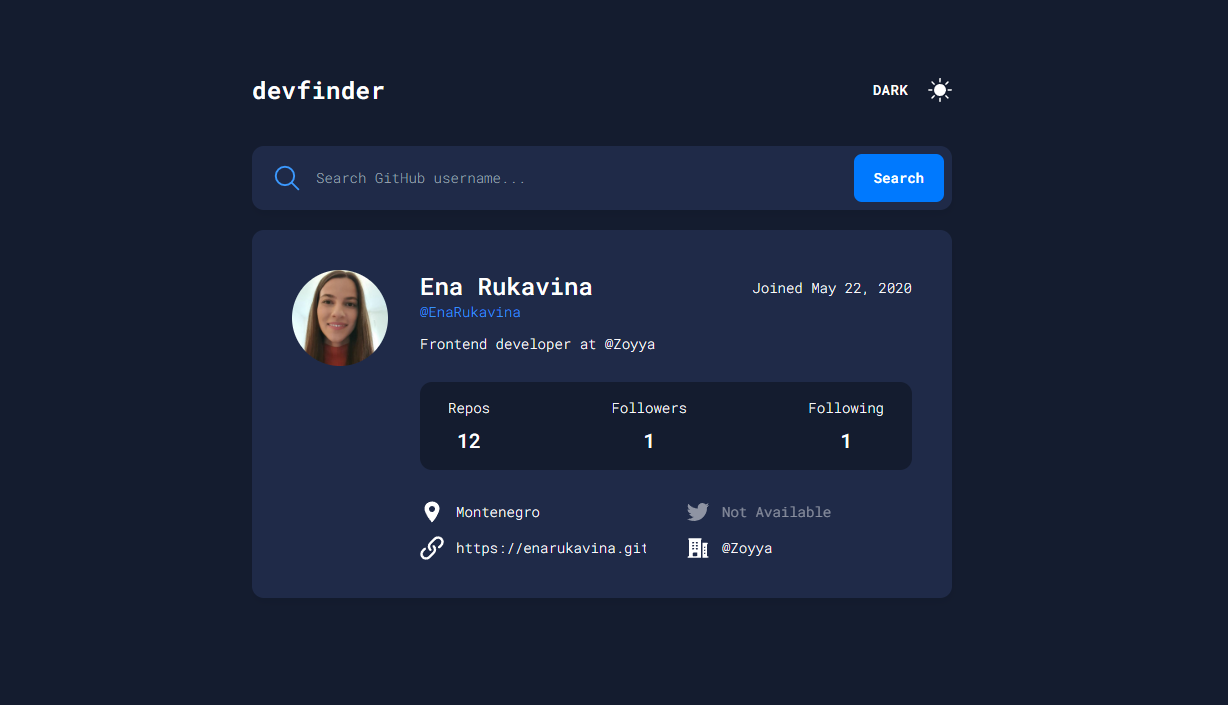 devfinder
DARK
Search GitHub username...
Search
Ena Rukavina
Joined May 22, 2020
@EnaRukavina
Frontend developer at @Zoyya
Repos Followers Following
12 1 1
Montenegro Not Available
https://enarukavina.git @Zoyya